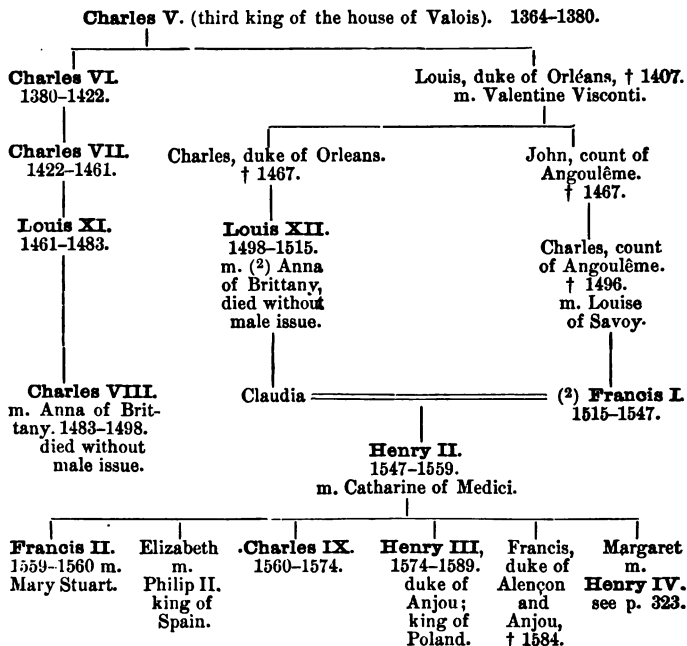 Charles V. (third king of the house of Valois). 1364–1380.
Charles VI.
1380–1422.
Louis, duke of Orléans, † 1407.
m. Valentine Visconti.
Charles VII.
1422–1461.
Charles, duke of Orleans.
† 1467.
John, count of
Angoulême.
† 1467.
Louis XI.
1461–1483.
Louis XII.
1498–1515.
m. (2) Anna
of Brittany,
died without
male issue.
Charles, count
of Angoulême.
† 1496.
m. Louise
of Savoy.
Charles VIII.
m. Anna of Brit-
tany. 1483–1498.
died without
male issue.
Claudia
(2) Francis I.
1515–1547.
Henry II.
1547–1559.
m. Catharine of Medici.
Francis II.
1559–1560 m.
Mary Stuart.
Elizabeth
m.
Philip II.
king of
Spain.
Charles IX.
1560–1574.
Henry III,
1574–1589.
duke of
Anjou;
king of
Poland.
Francis,
duke of
Alençon
and
Anjou,
† 1584.
Margaret
m.
Henry IV.
see p. 323.